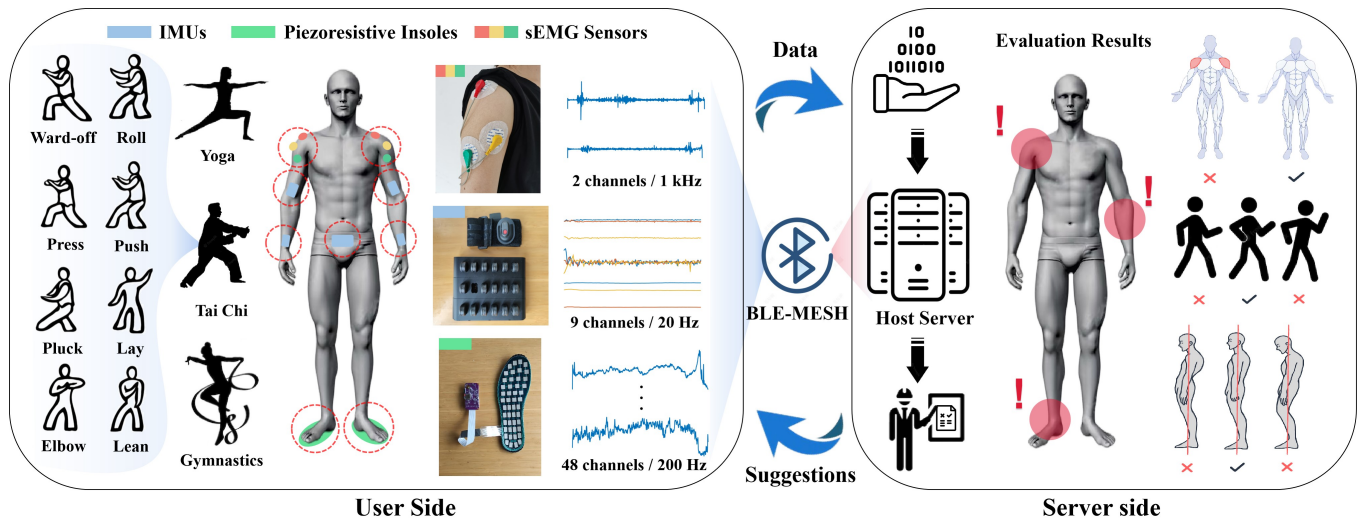 IMUs
Piezoresistive Insoles
sEMG Sensors
Ward-off
Roll
Press
Push
Pluck
Lay
Elbow
Lean
Yoga
Tai Chi
Gymnastics
2 channels / 1 kHz
9 channels / 20 Hz
48 channels / 200 Hz
User Side
Data
BLE-MESH
Suggestions
10
0100
1011010
Host Server
Evaluation Results
!
!
!
Server side